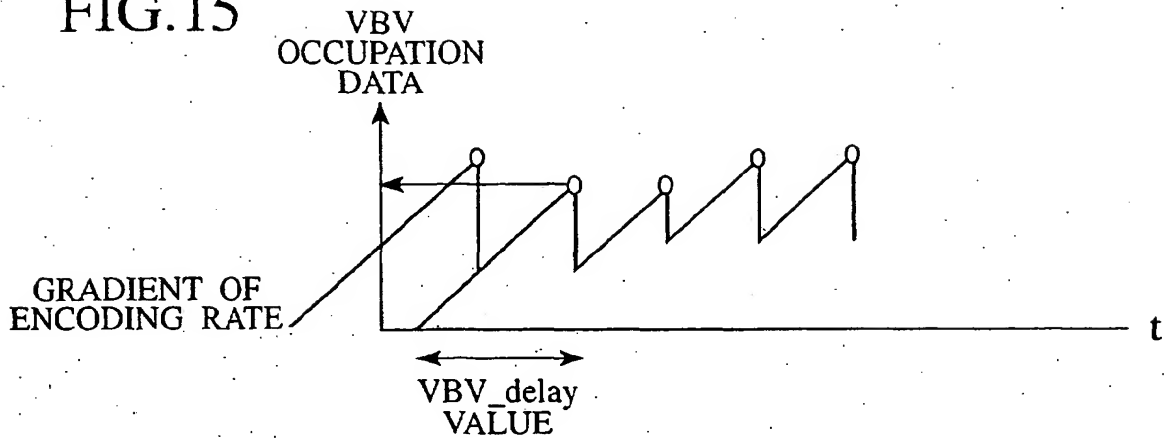 FIG.15
VBV
OCCUPATION
DATA
GRADIENT OF
ENCODING RATE
t
VBV_delay
VALUE